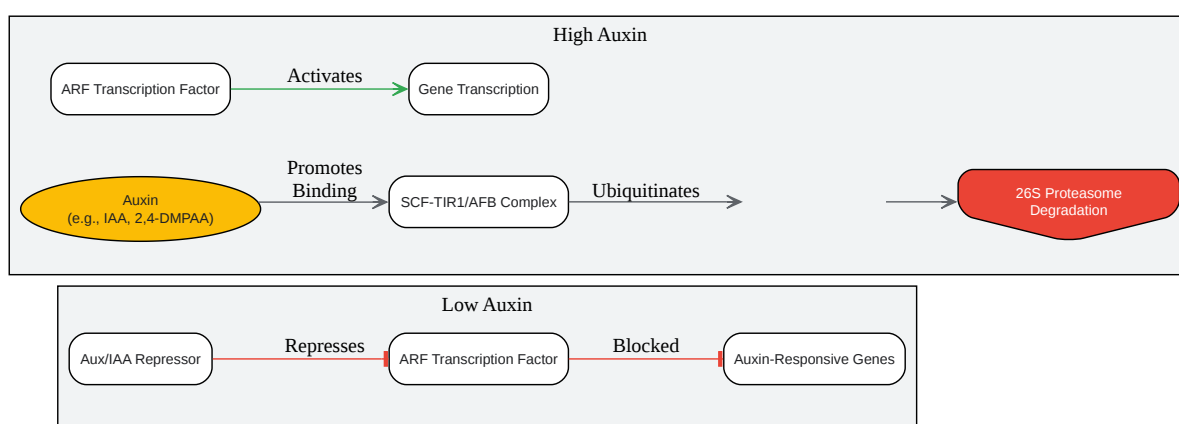 High Auxin
ARF Transcription Factor
Activates
Gene Transcription
Auxin
(e.g., IAA, 2,4-DMPAA)
Promotes
Binding
SCF-TIR1/AFB Complex
Ubiquitinates
26S Proteasome
Degradation
Low Auxin
Aux/IAA Repressor
Represses
ARF Transcription Factor
Blocked
Auxin-Responsive Genes